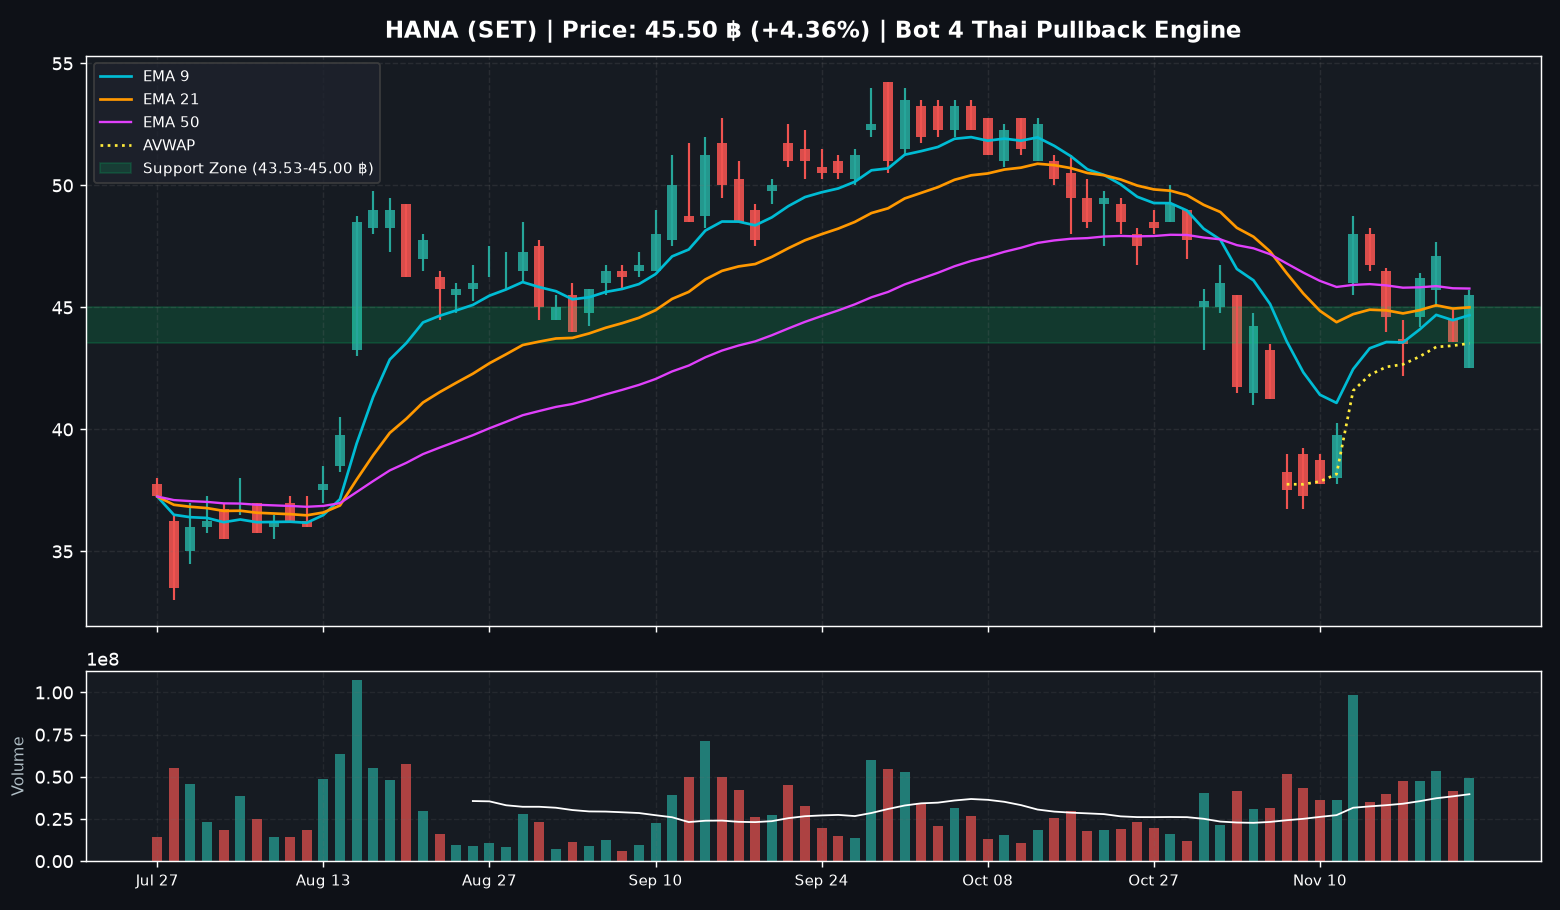 HANA (SET) | Price: 45.50 ฿ (+4.36%) | Bot 4 Thai Pullback Engine
EMA 9
EMA 21
EMA 50
AVWAP
Support Zone (43.53-45.00 ฿)
55
50
45
40
35
1e8
1.00
0.75
0.50
0.25
0.00
Volume
Jul 27
Aug 13
Aug 27
Sep 10
Sep 24
Oct 08
Oct 27
Nov 10